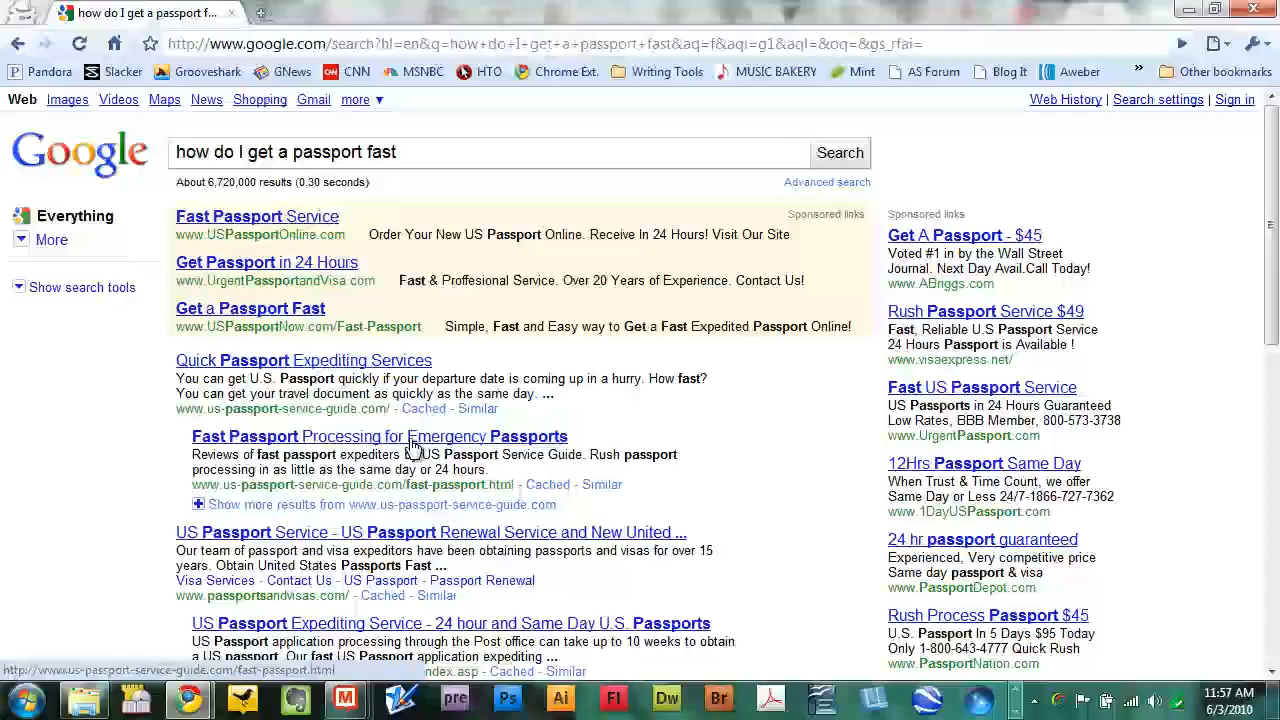 how do I get a passport f...
http://www.google.com/search?hl=en&q=how+do+I+get+a+passport+fast&aq=f&aqi=g1&aql=&oq=&gs_rfai=
Pandora Slacker Grooveshark GNews CNN MSNBC HTO Chrome Ext... Writing Tools MUSIC BAKERY Mint AS Forum Blog It Aweber » Other bookmarks
Web Images Videos Maps News Shopping Gmail more ▼ Web History | Search settings | Sign in
Google
how do I get a passport fast Search
About 6,720,000 results (0.30 seconds) Advanced search
Everything
More
Show search tools
Fast Passport Service Sponsored links
www.USPassportOnline.com Order Your New US Passport Online. Receive In 24 Hours! Visit Our Site
Get Passport in 24 Hours
www.UrgentPassportandVisa.com Fast & Proffesional Service. Over 20 Years of Experience. Contact Us!
Get a Passport Fast
www.USPassportNow.com/Fast-Passport Simple, Fast and Easy way to Get a Fast Expedited Passport Online!
Quick Passport Expediting Services
You can get U.S. Passport quickly if your departure date is coming up in a hurry. How fast?
You can get your travel document as quickly as the same day. ...
www.us-passport-service-guide.com/ - Cached - Similar
Fast Passport Processing for Emergency Passports
Reviews of fast passport expediters US Passport Service Guide. Rush passport
processing in as little as the same day or 24 hours.
www.us-passport-service-guide.com/fast-passport.html - Cached - Similar
Show more results from www.us-passport-service-guide.com
US Passport Service - US Passport Renewal Service and New United ...
Our team of passport and visa expeditors have been obtaining passports and visas for over 15
years. Obtain United States Passports Fast ...
Visa Services - Contact Us - US Passport - Passport Renewal
www.passportsandvisas.com/ - Cached - Similar
US Passport Expediting Service - 24 hour and Same Day U.S. Passports
US Passport application processing through the Post office can take up to 10 weeks to obtain
a US passport. Our fast US Passport application expediting ...
index.asp - Cached - Similar
Sponsored links
Get A Passport - $45
Voted #1 in by the Wall Street
Journal. Next Day Avail.Call Today!
www.ABriggs.com
Rush Passport Service $49
Fast, Reliable U.S Passport Service
24 Hours Passport is Available !
www.visaexpress.net/
Fast US Passport Service
US Passports in 24 Hours Guaranteed
Low Rates, BBB Member, 800-573-3738
www.UrgentPassport.com
12Hrs Passport Same Day
When Trust & Time Count, we offer
Same Day or Less 24/7-1866-727-7362
www.1DayUSPassport.com
24 hr passport guaranteed
Experienced, Very competitive price
Same day passport & visa
www.PassportDepot.com
Rush Process Passport $45
U.S. Passport In 5 Days $95 Today
Only 1-800-643-4777 Quick Rush
www.PassportNation.com
http://www.us-passport-service-guide.com/fast-passport.html
pre Ps Ai Fl Dw Br
11:57 AM
6/3/2010